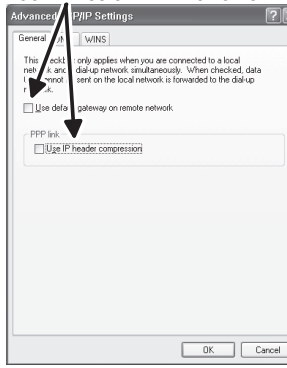 Advanced P/IP Settings
General WINS
This only applies when you are connected to a local
and dial-up network simultaneously. When checked, data
sent on the local network is forwarded to the dial-up
Use default gateway on remote network
PPP link
Use IP header compression
OK Cancel